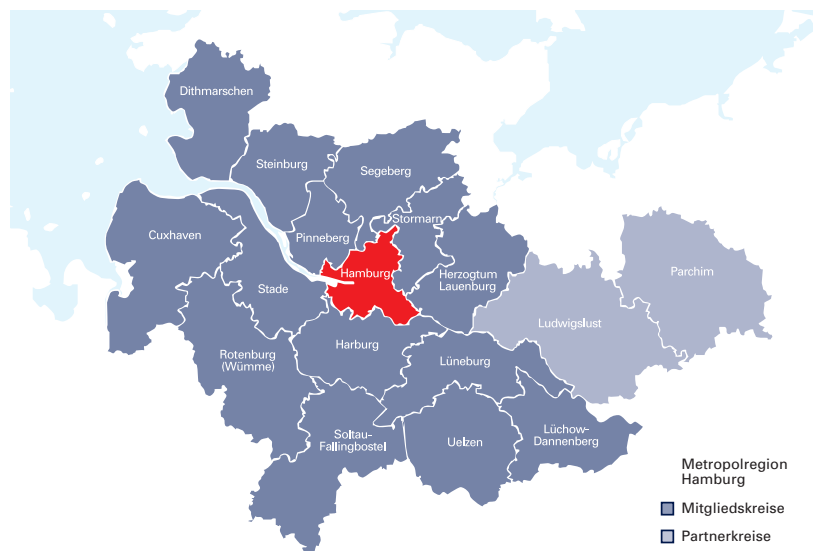 Dithmarschen
Steinburg
Segeberg
Stormarn
Pinneberg
Cuxhaven
Hamburg
Herzogtum
Lauenburg
Parchim
Stade
Ludwigslust
Harburg
Rotenburg
(Wümme)
Lüneburg
Lüchow-
Dannenberg
Soltau-
Fallingbostel
Uelzen
Metropolregion
Hamburg
Mitgliedskreise
Partnerkreise